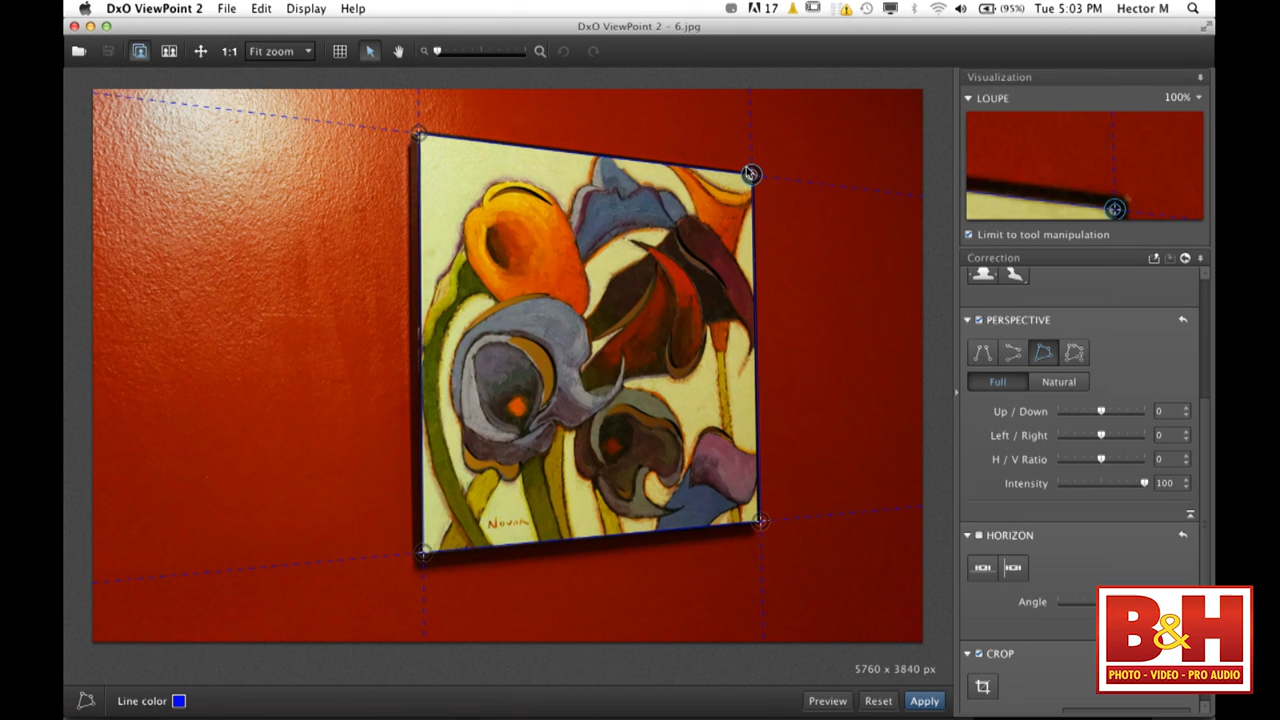 DxO ViewPoint 2 File Edit Display Help 17 (95%) Tue 5:03 PM Hector M
DxO ViewPoint 2 - 6.jpg
1:1 Fit zoom
Visualization
LOUPE 100%
Limit to tool manipulation
Correction
PERSPECTIVE
Full Natural
Up / Down 0
Left / Right 0
H / V Ratio 0
Intensity 100
HORIZON
Angle
CROP
Novak
5760 x 3840 px
Line color Preview Reset Apply
B&H
PHOTO - VIDEO - PRO AUDIO